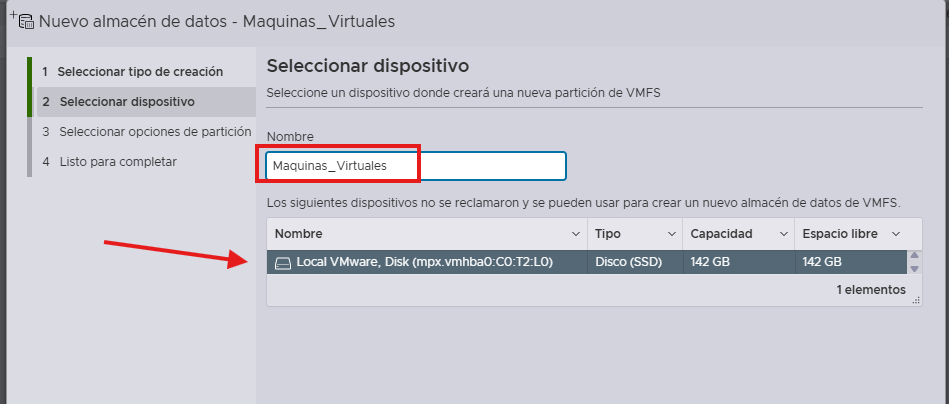 Nuevo almacén de datos - Maquinas_Virtuales
1 Seleccionar tipo de creación
2 Seleccionar dispositivo
3 Seleccionar opciones de partición
4 Listo para completar
Seleccionar dispositivo
Seleccione un dispositivo donde creará una nueva partición de VMFS
Nombre
Maquinas_Virtuales
Los siguientes dispositivos no se reclamaron y se pueden usar para crear un nuevo almacén de datos de VMFS.
Nombre Tipo Capacidad Espacio libre
Local VMware, Disk (mpx.vmhba0:C0:T2:L0) Disco (SSD) 142 GB 142 GB
1 elementos